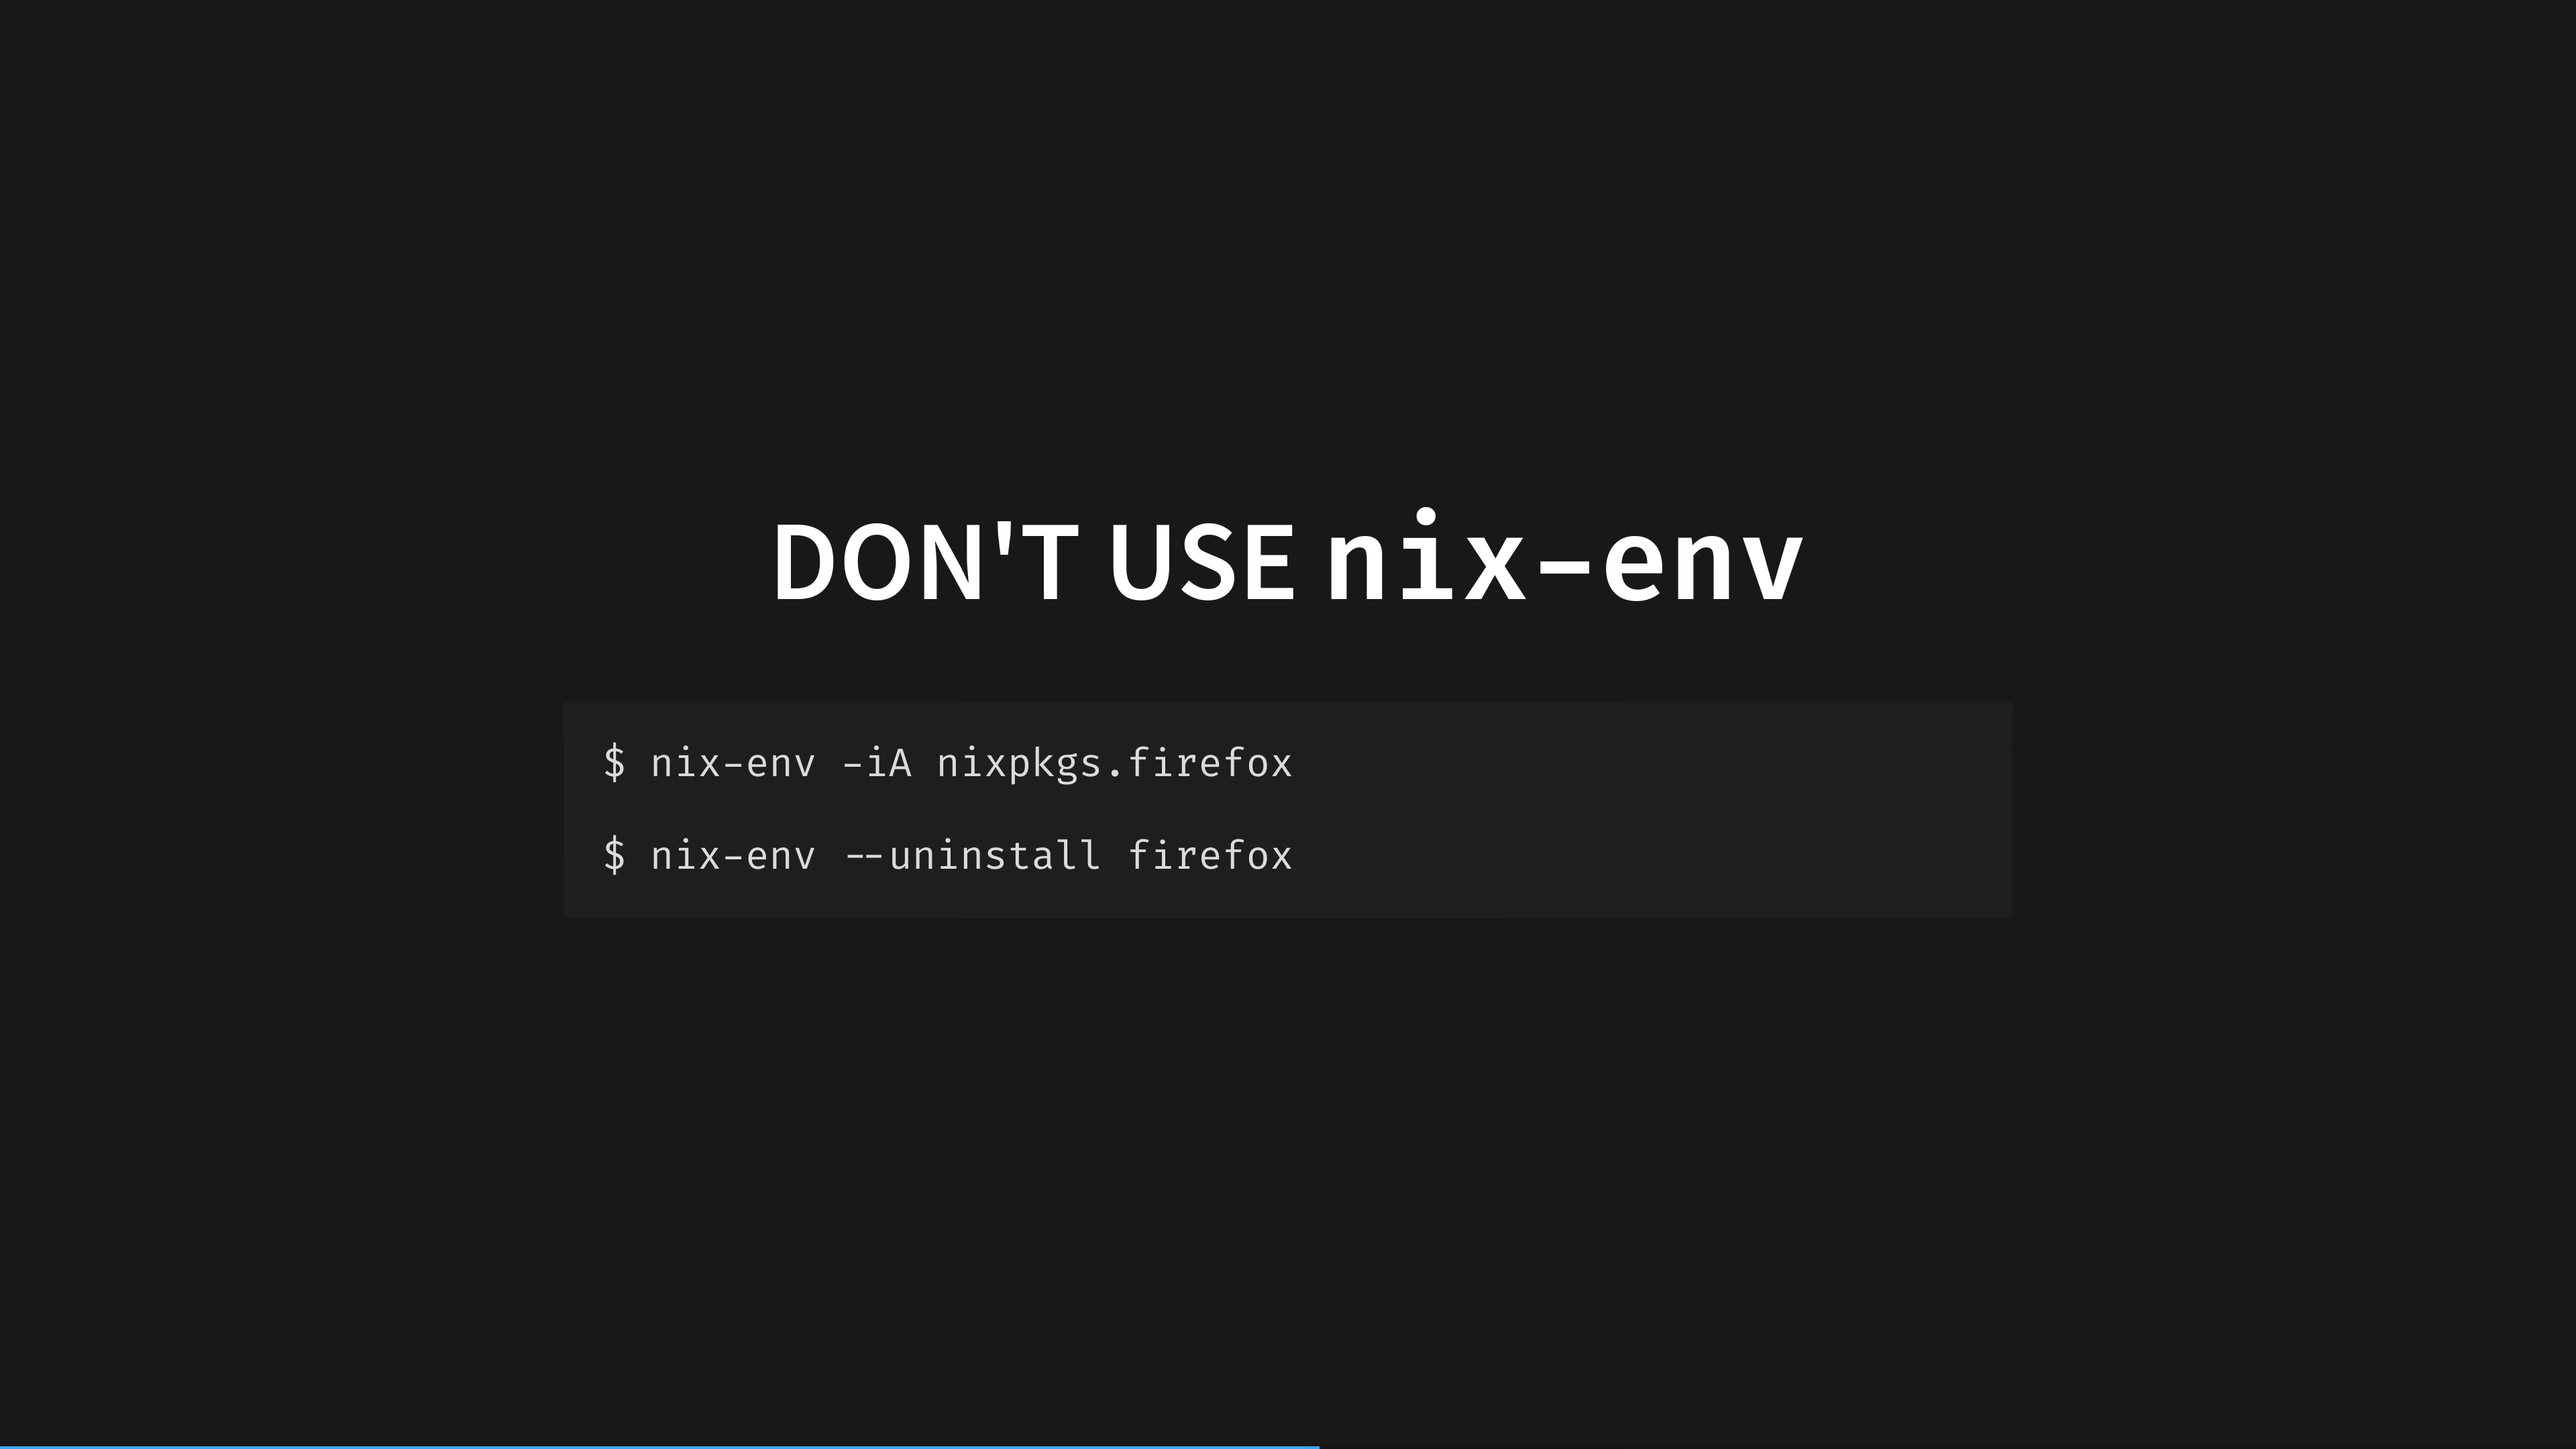 DON'T USE nix-env
$ nix-env -iA nixpkgs.firefox
$ nix-env --uninstall firefox